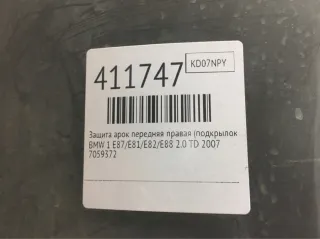 411747
KD07NPY
Защита арок передняя правая (подкрылок
BMW 1 E87/E81/E82/E88 2.0 TD 2007
7059372